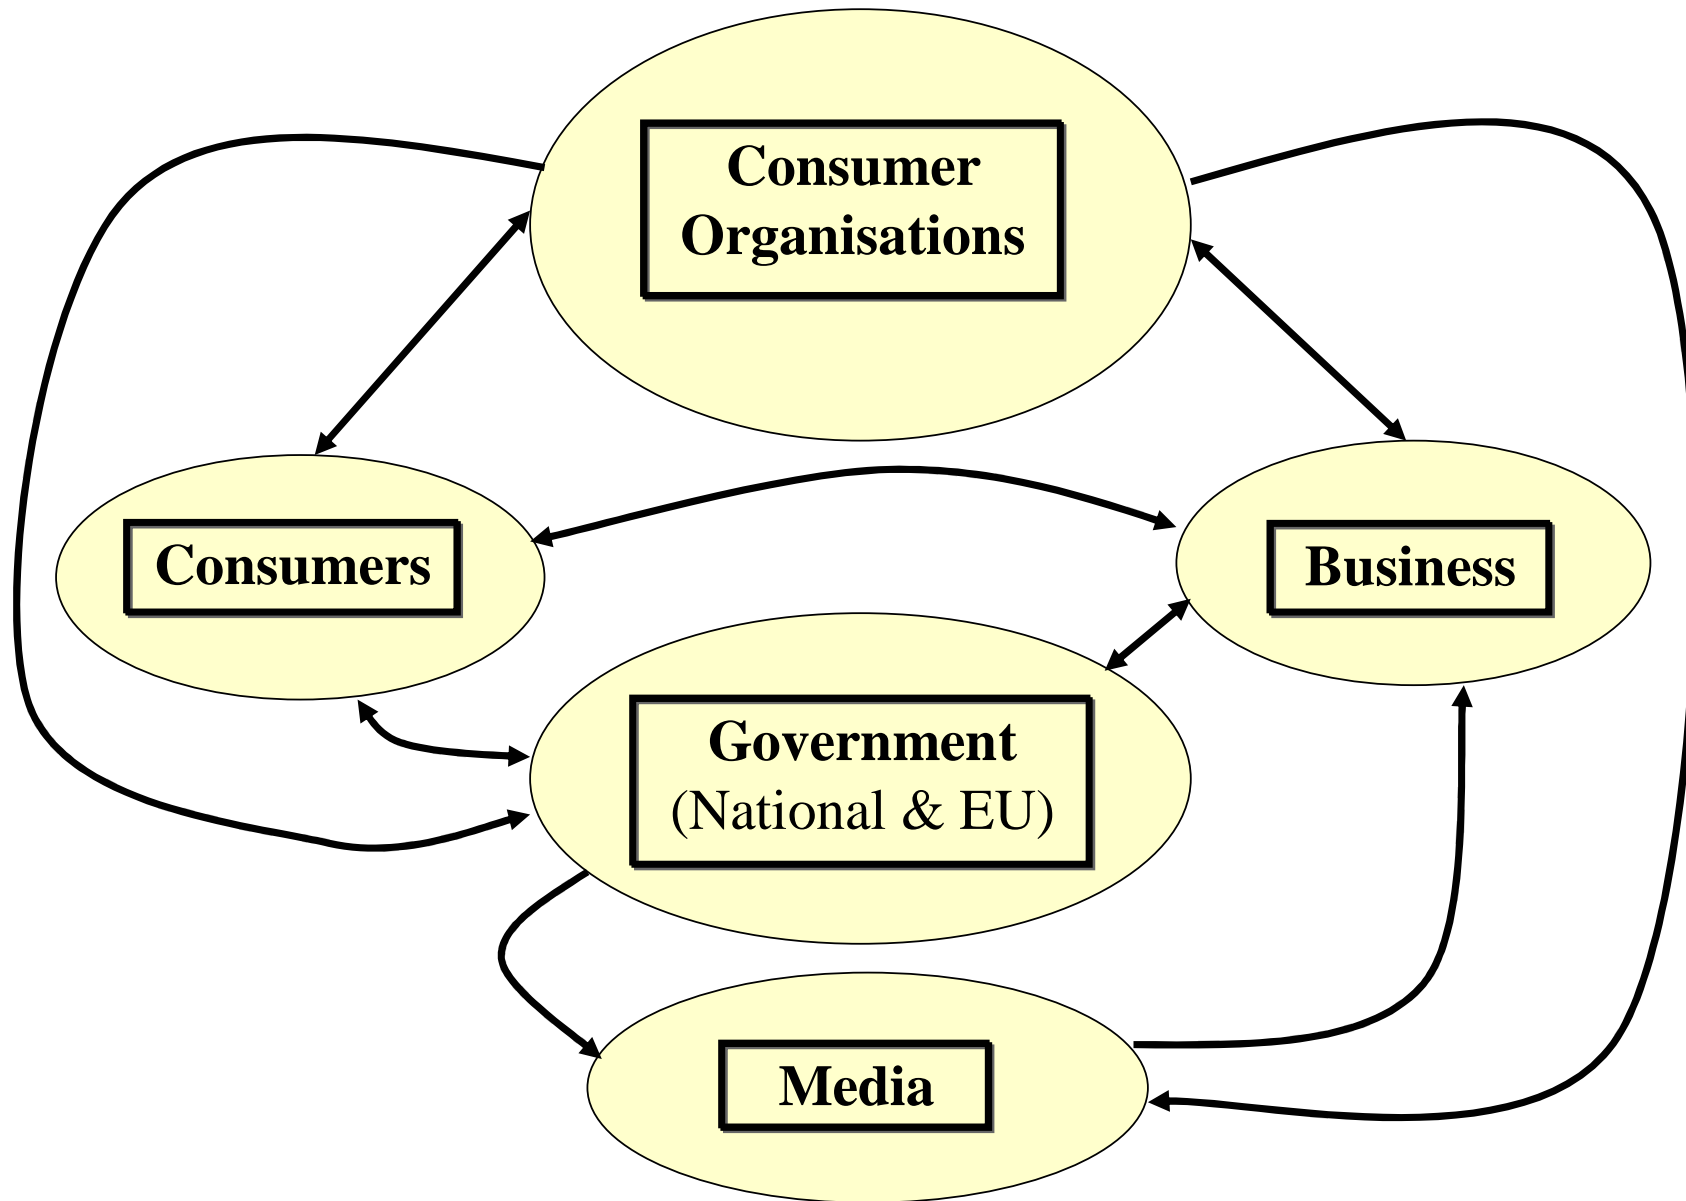 Consumer
Organisations
Consumers
Business
Government
(National & EU)
Media